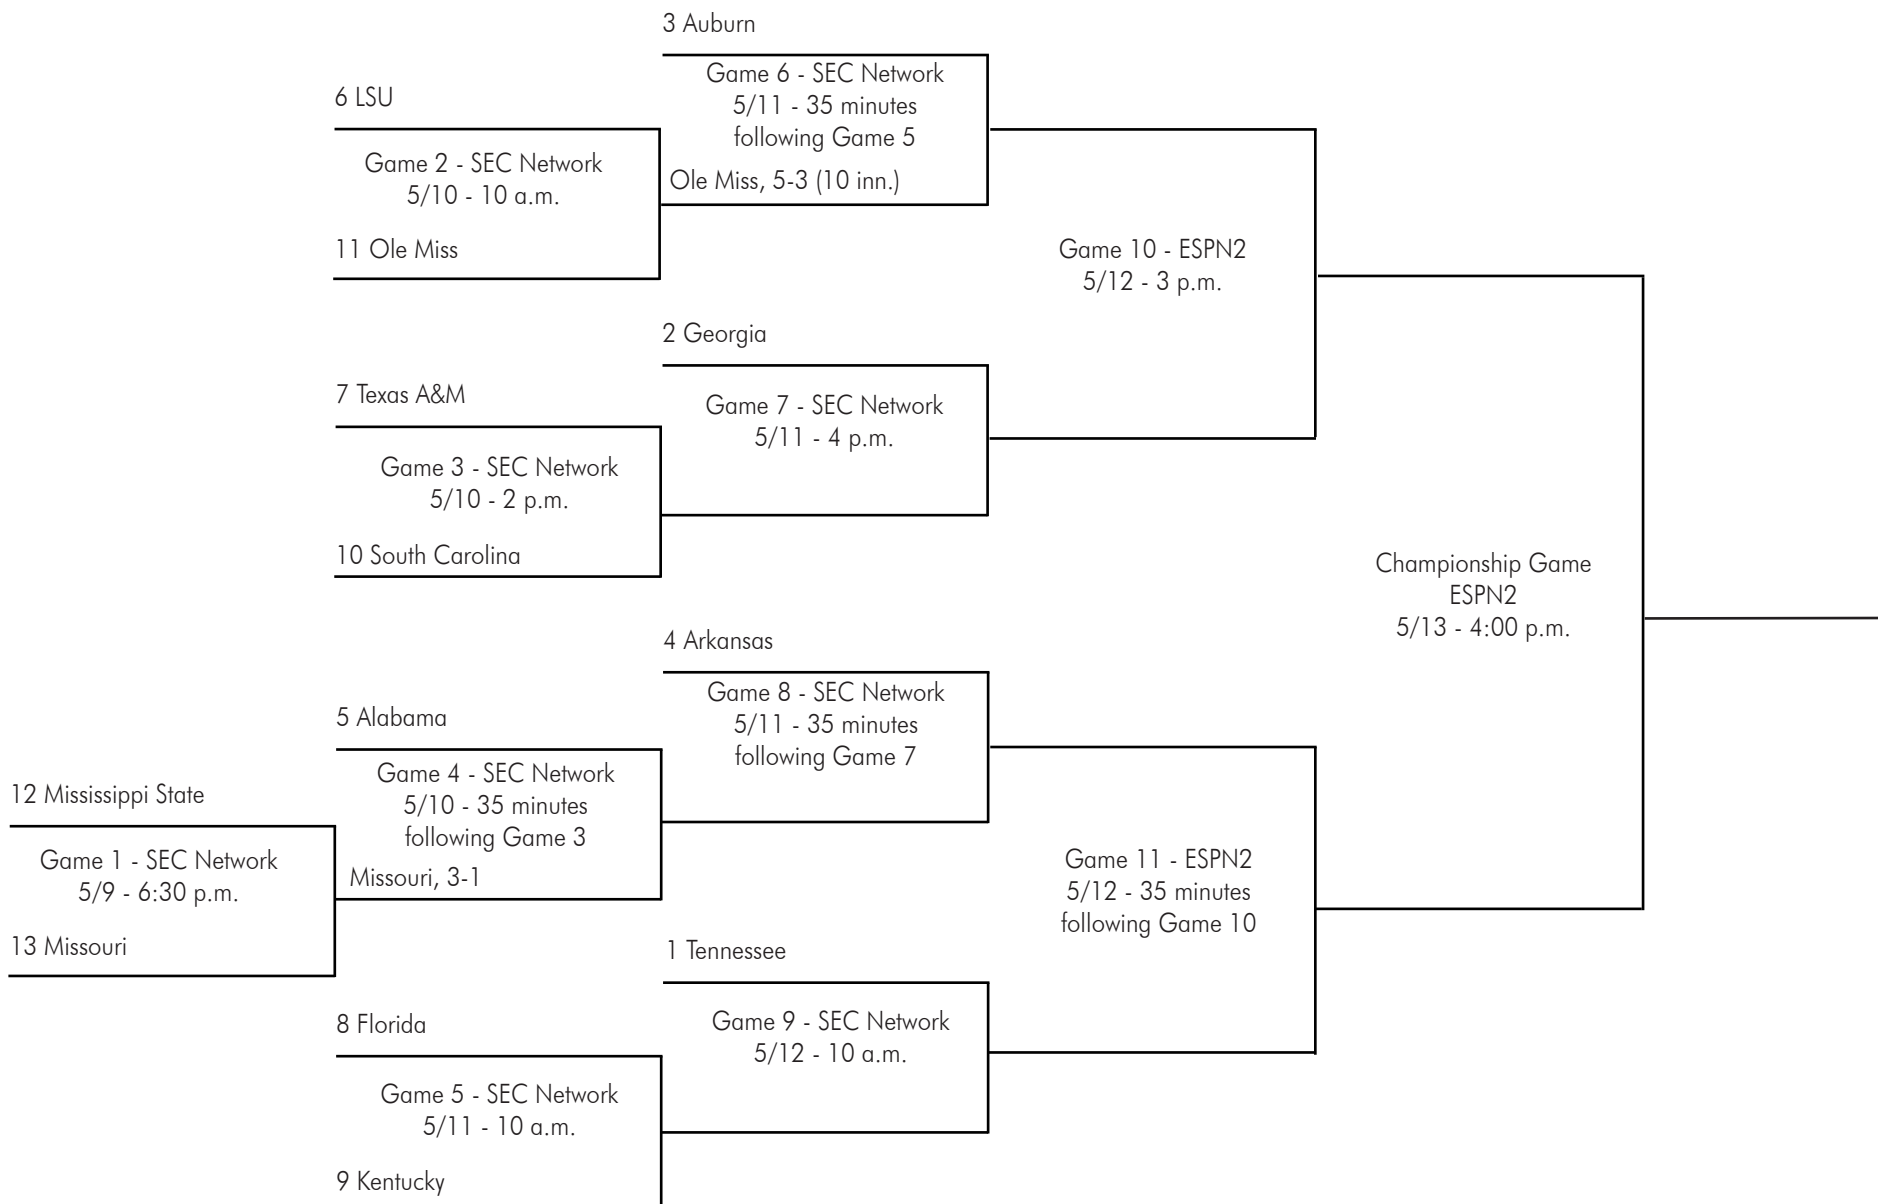 3 Auburn
Game 6 - SEC Network
5/11 - 35 minutes
following Game 5
Ole Miss, 5-3 (10 inn.)
6 LSU
Game 2 - SEC Network
5/10 - 10 a.m.
11 Ole Miss
Game 10 - ESPN2
5/12 - 3 p.m.
2 Georgia
Game 7 - SEC Network
5/11 - 4 p.m.
7 Texas A&M
Game 3 - SEC Network
5/10 - 2 p.m.
10 South Carolina
Championship Game
ESPN2
5/13 - 4:00 p.m.
4 Arkansas
Game 8 - SEC Network
5/11 - 35 minutes
following Game 7
5 Alabama
Game 4 - SEC Network
5/10 - 35 minutes
following Game 3
Missouri, 3-1
12 Mississippi State
Game 1 - SEC Network
5/9 - 6:30 p.m.
13 Missouri
Game 11 - ESPN2
5/12 - 35 minutes
following Game 10
1 Tennessee
Game 9 - SEC Network
5/12 - 10 a.m.
8 Florida
Game 5 - SEC Network
5/11 - 10 a.m.
9 Kentucky